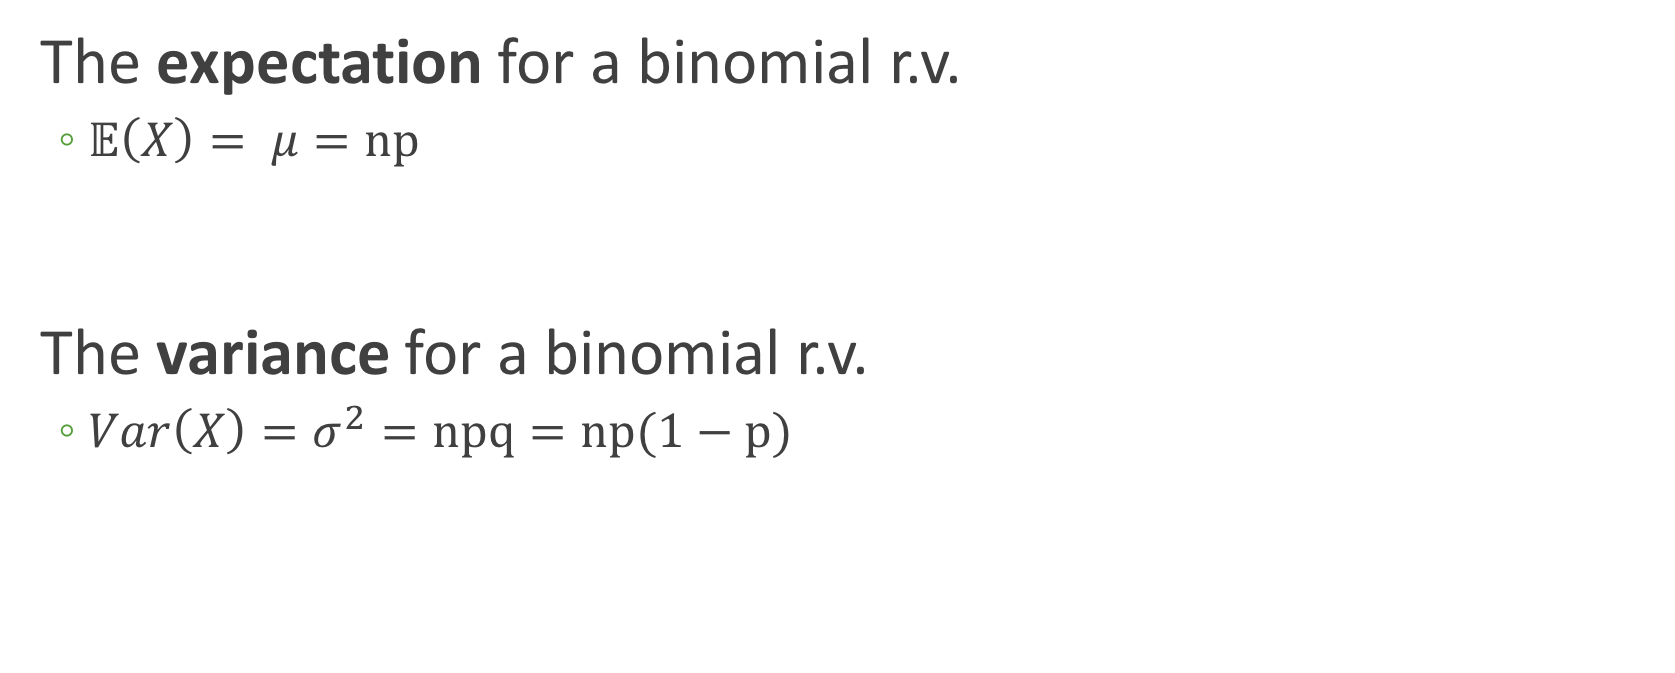 The expectation for a binomial r.v.
◦ 𝔼(X) = μ = np
The variance for a binomial r.v.
◦ Var(X) = σ² = npq = np(1 − p)